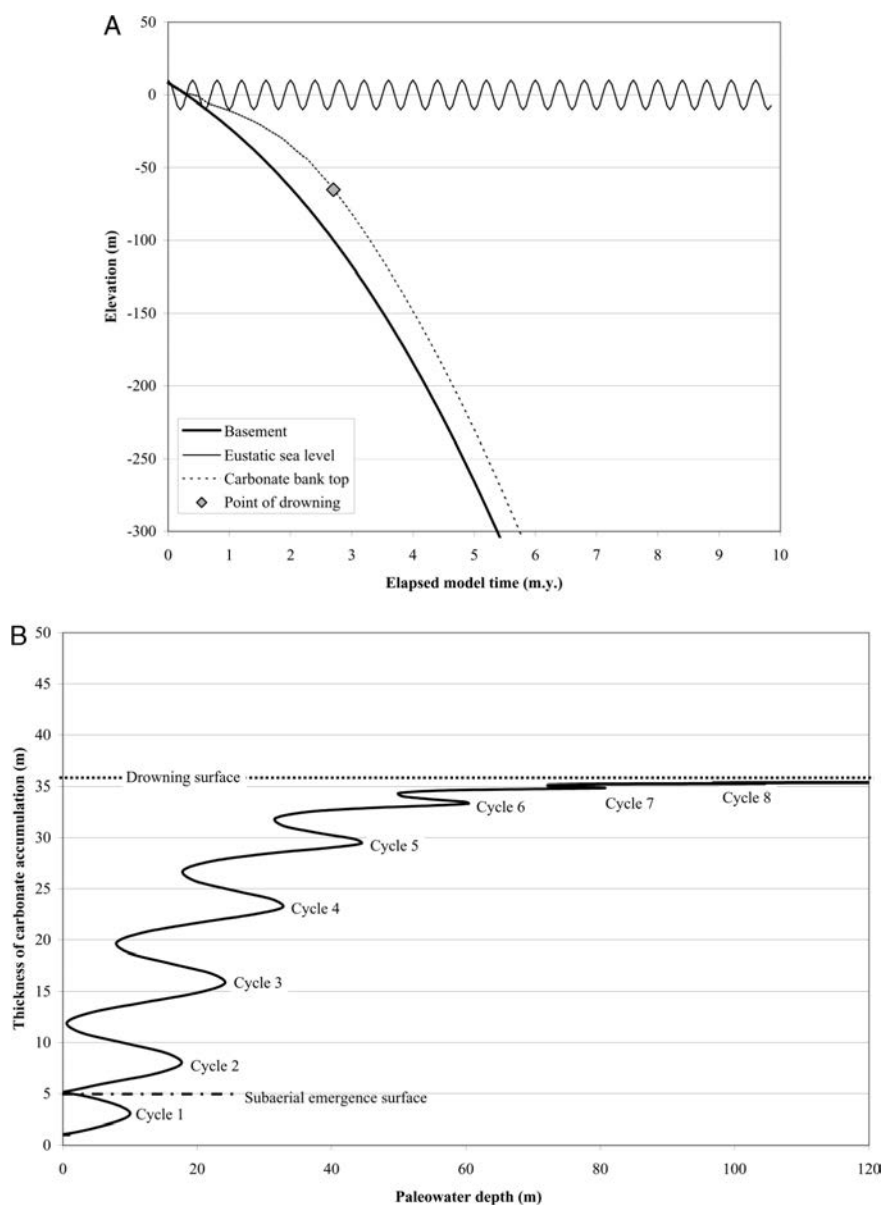 A
50
0
-50
-100
-150
-200
-250
-300
Elevation (m)
Basement
Eustatic sea level
Carbonate bank top
Point of drowning
0 1 2 3 4 5 6 7 8 9 10
Elapsed model time (m.y.)
B
50
45
40
35
30
25
20
15
10
5
0
Thickness of carbonate accumulation (m)
Drowning surface
Cycle 8
Cycle 7
Cycle 6
Cycle 5
Cycle 4
Cycle 3
Cycle 2
Subaerial emergence surface
Cycle 1
0 20 40 60 80 100 120
Paleowater depth (m)